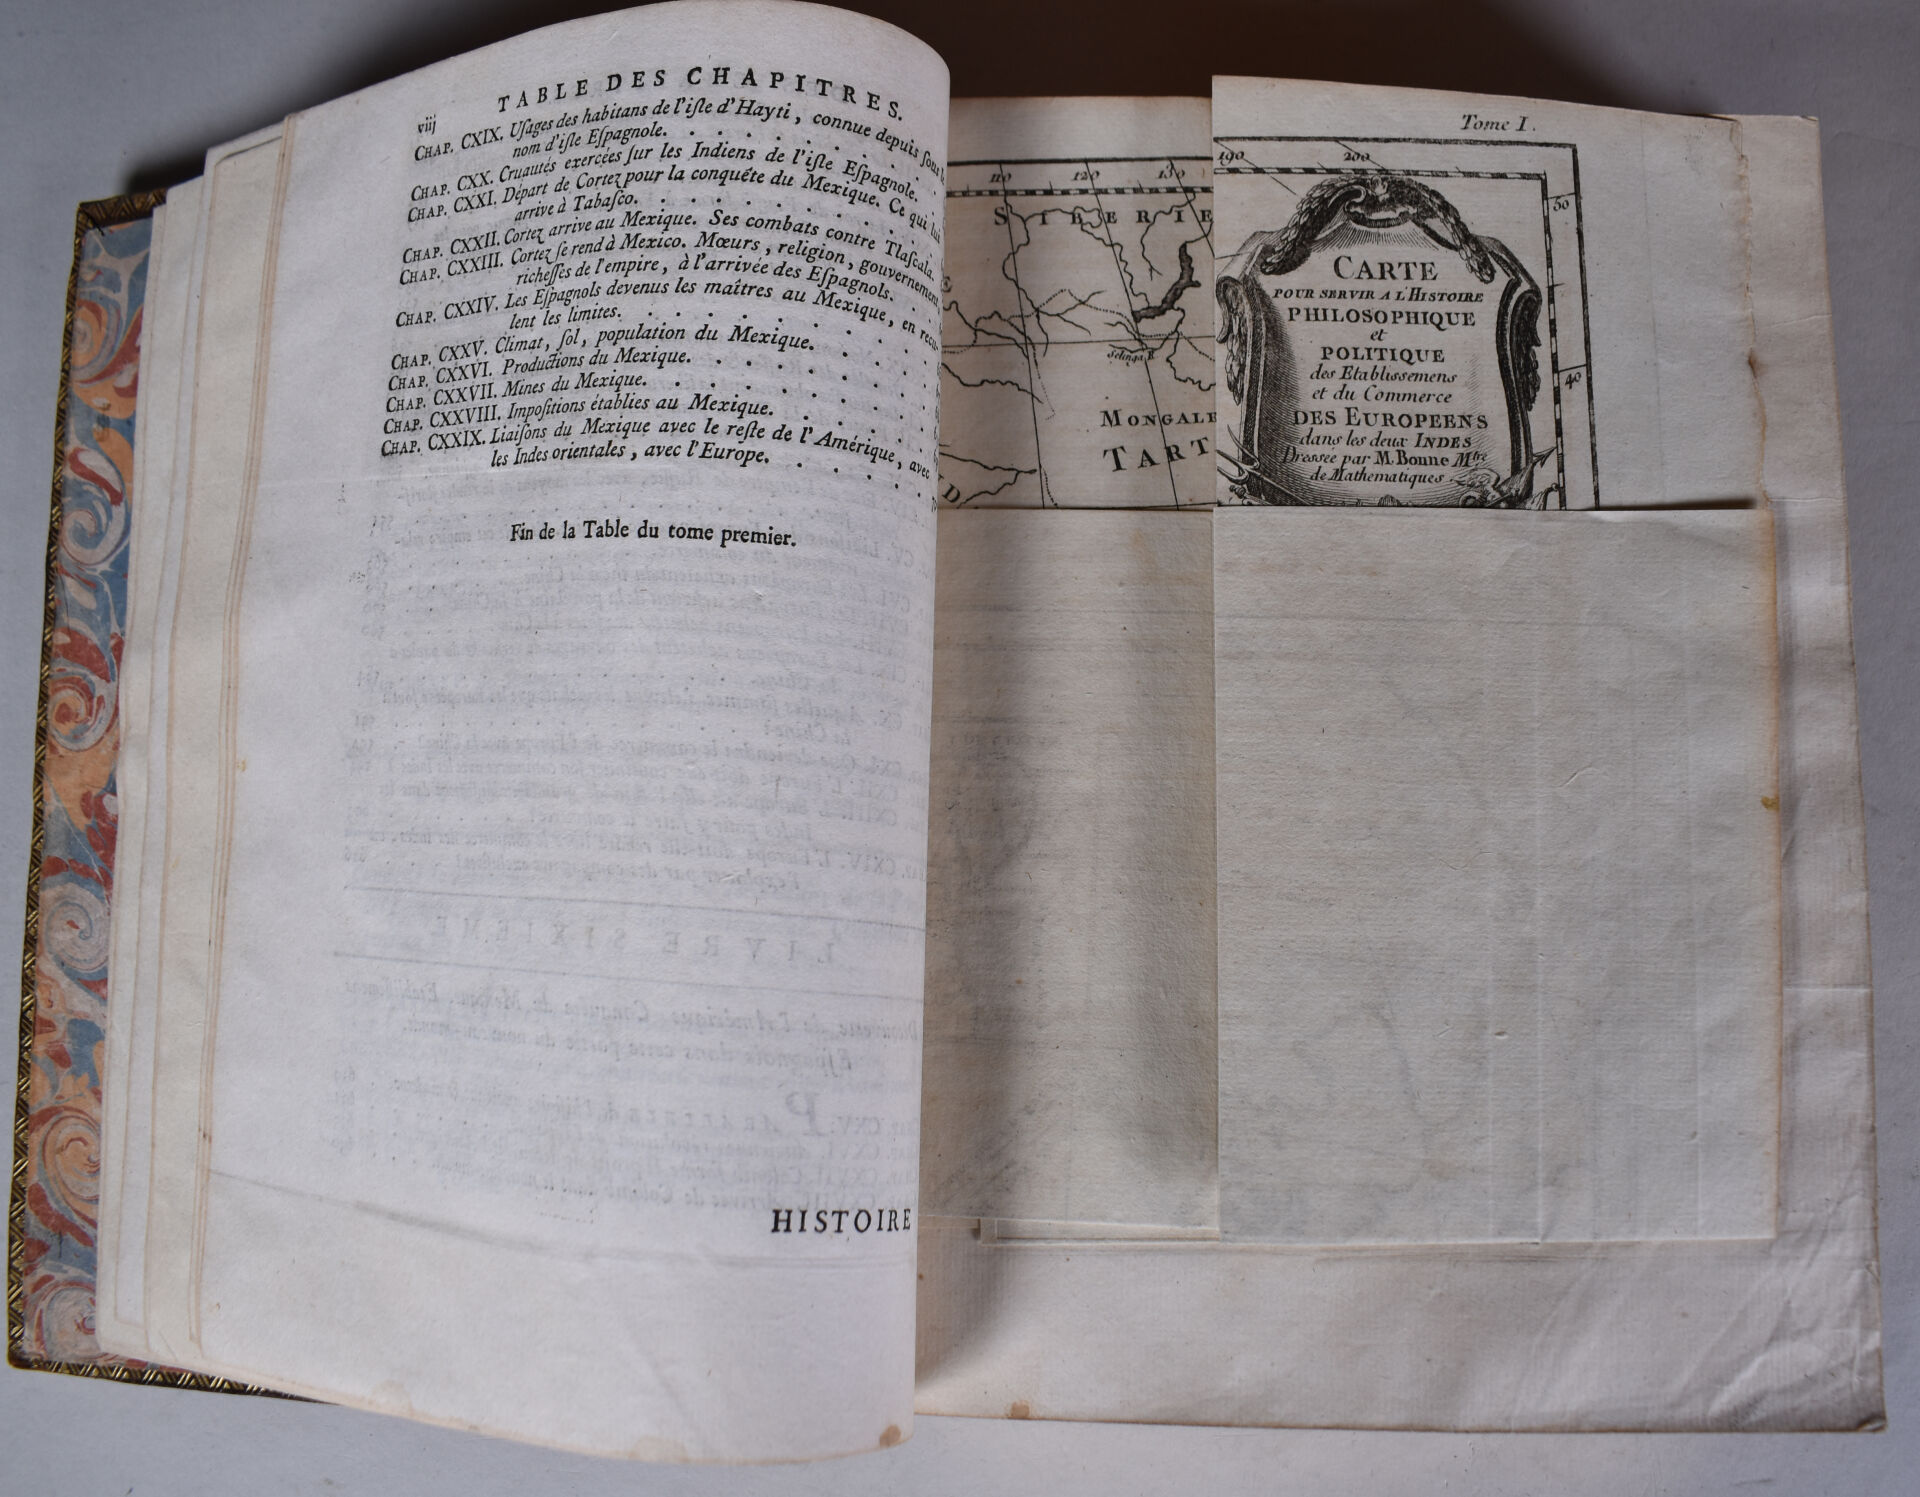 viij
TABLE DES CHAPITRES.
CHAP. CXIX. Uſages des habitans de l'iſle d'Hayti, connue depuis ſous le
nom d'iſle Eſpagnole.
CHAP. CXX. Cruautés exercées ſur les Indiens de l'iſle Eſpagnole.
CHAP. CXXI. Départ de Cortez pour la conquête du Mexique. Ce qui lui
arrive à Tabaſco.
CHAP. CXXII. Cortez arrive au Mexique. Ses combats contre Tlaſcala.
CHAP. CXXIII. Cortez ſe rend à Mexico. Mœurs, religion, gouvernement,
richeſſes de l'empire, à l'arrivée des Eſpagnols.
CHAP. CXXIV. Les Eſpagnols devenus les maîtres au Mexique, en recu-
lent les limites.
CHAP. CXXV. Climat, ſol, population du Mexique.
CHAP. CXXVI. Productions du Mexique.
CHAP. CXXVII. Mines du Mexique.
CHAP. CXXVIII. Impoſitions établies au Mexique.
CHAP. CXXIX. Liaiſons du Mexique avec le reſte de l'Amérique, avec
les Indes orientales, avec l'Europe.
Fin de la Table du tome premier.
HISTOIRE
Tome I.
110 120 130
190 200
50
40
SIBERIE
Selinga R.
MONGALE
TART
CARTE
POUR SERVIR A L'HISTOIRE
PHILOSOPHIQUE
et
POLITIQUE
des Etablissemens
et du Commerce
DES EUROPEENS
dans les deux INDES
Dressée par M. Bonne Mtre
de Mathematiques